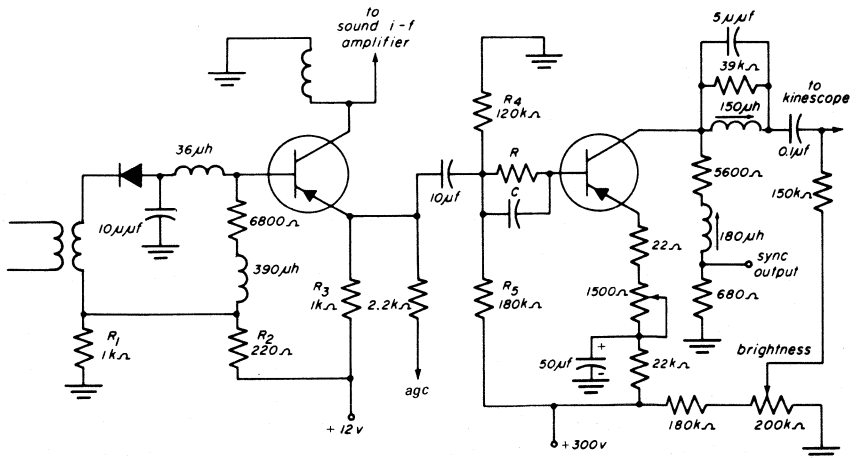 to
sound i-f
amplifier
36μh
10μμf
6800Ω
390μh
R1
1kΩ
R2
220Ω
R3
1kΩ
2.2kΩ
agc
+12v
10μf
R4
120kΩ
R
C
R5
180kΩ
22Ω
1500Ω
50μf
+
-
22kΩ
+300v
180kΩ
200kΩ
brightness
5μμf
39kΩ
150μh
to
kinescope
0.1μf
150kΩ
5600Ω
180μh
sync
output
680Ω